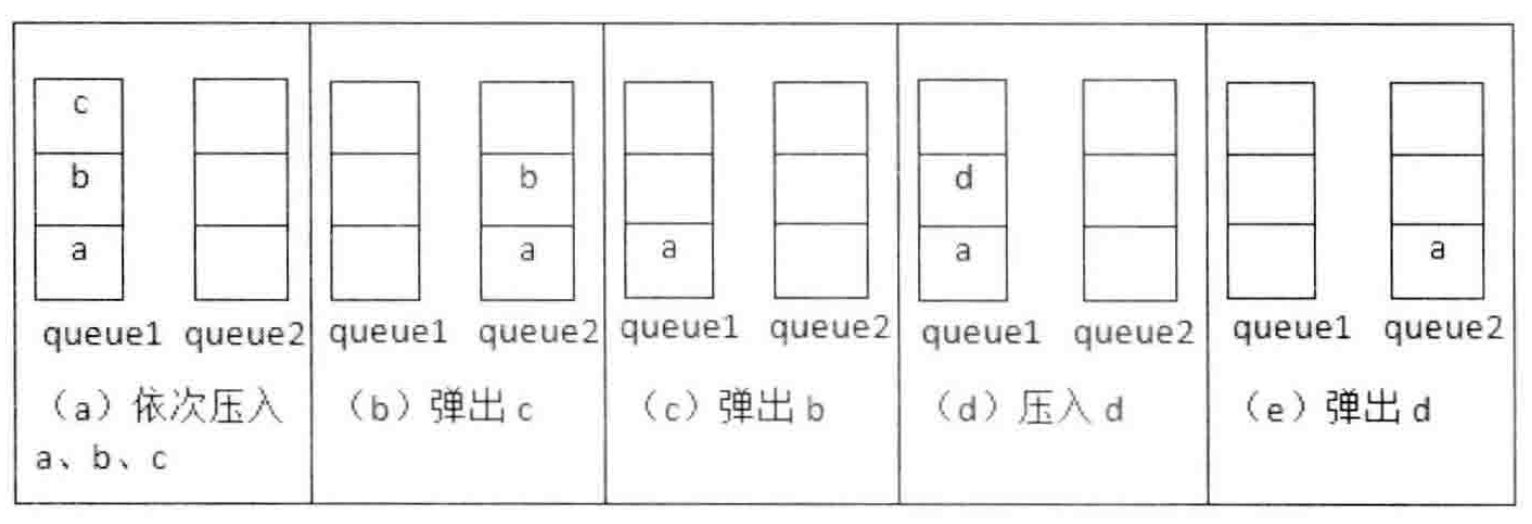 c
b
a
queue1 queue2
（a）依次压入
a、b、c
b
a
queue1 queue2
（b）弹出 c
a
queue1 queue2
（c）弹出 b
d
a
queue1 queue2
（d）压入 d
a
queue1 queue2
（e）弹出 d